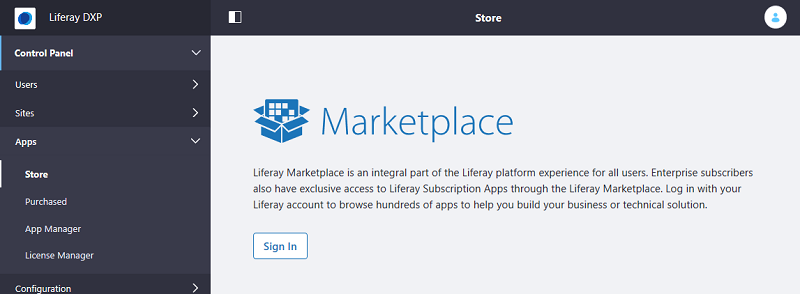 Liferay DXP
Store
Control Panel
Users
Sites
Apps
Store
Purchased
App Manager
License Manager
Configuration
Marketplace
Liferay Marketplace is an integral part of the Liferay platform experience for all users. Enterprise subscribers
also have exclusive access to Liferay Subscription Apps through the Liferay Marketplace. Log in with your
Liferay account to browse hundreds of apps to help you build your business or technical solution.
Sign In